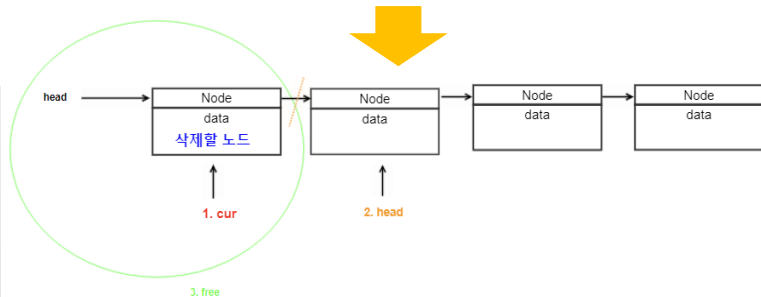 head
Node
data
삭제할 노드
Node
data
Node
data
Node
data
1. cur
2. head
3. free